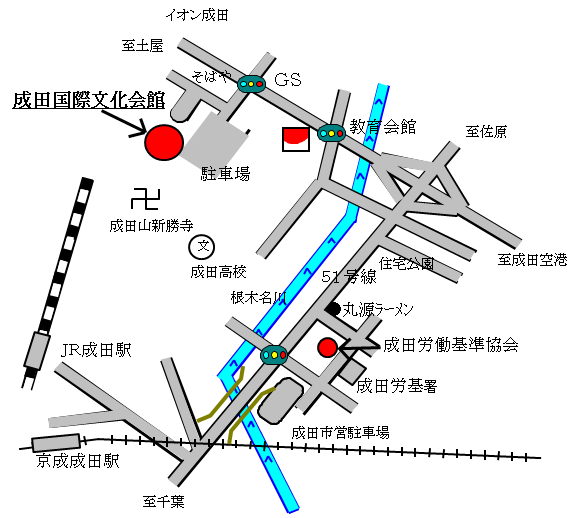 イオン成田
至土屋
そばや
GS
成田国際文化会館
教育会館
至佐原
駐車場
成田山新勝寺
文
成田高校
住宅公園
至成田空港
51号線
根木名川
丸源ラーメン
JR成田駅
成田労働基準協会
成田労基署
成田市営駐車場
京成成田駅
至千葉